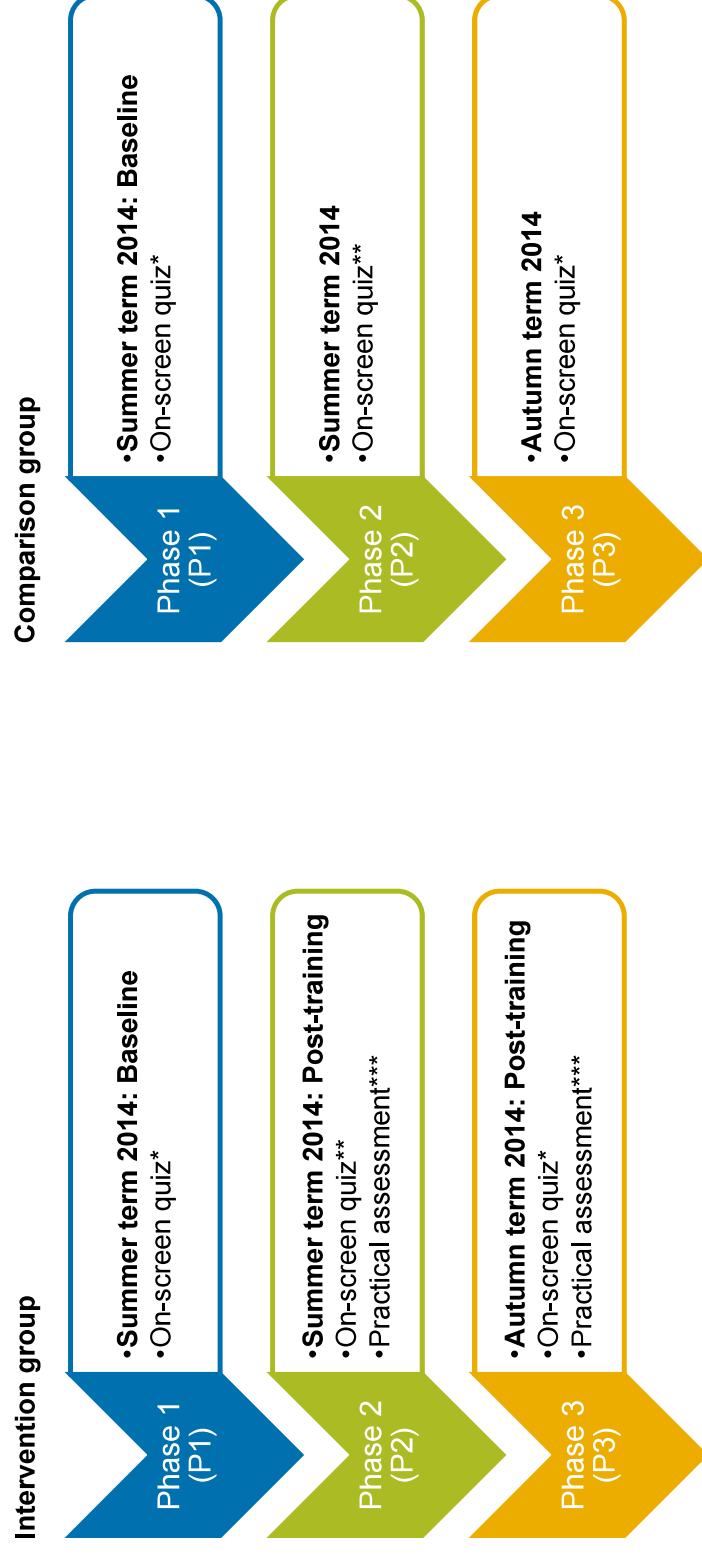 Intervention group
Phase 1
(P1)
•Summer term 2014: Baseline
•On-screen quiz*
Phase 2
(P2)
•Summer term 2014: Post-training
•On-screen quiz**
•Practical assessment***
Phase 3
(P3)
•Autumn term 2014: Post-training
•On-screen quiz*
•Practical assessment***
Comparison group
Phase 1
(P1)
•Summer term 2014: Baseline
•On-screen quiz*
Phase 2
(P2)
•Summer term 2014
•On-screen quiz**
Phase 3
(P3)
•Autumn term 2014
•On-screen quiz*